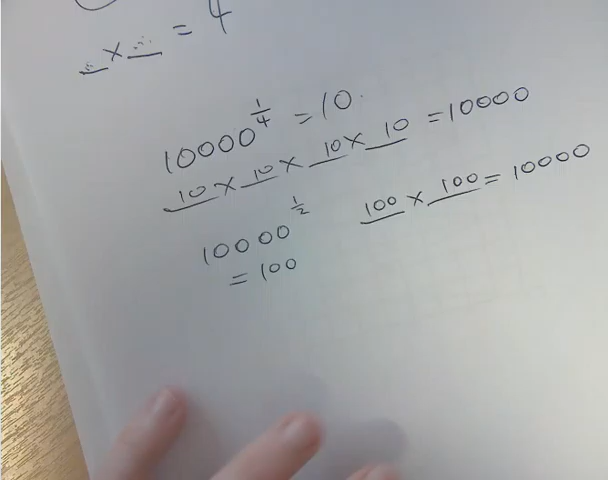 _ × _ = 4
10000^(1/4) = 10.
10 × 10 × 10 × 10 = 10000
10000^(1/2)
= 100
100 × 100 = 10000